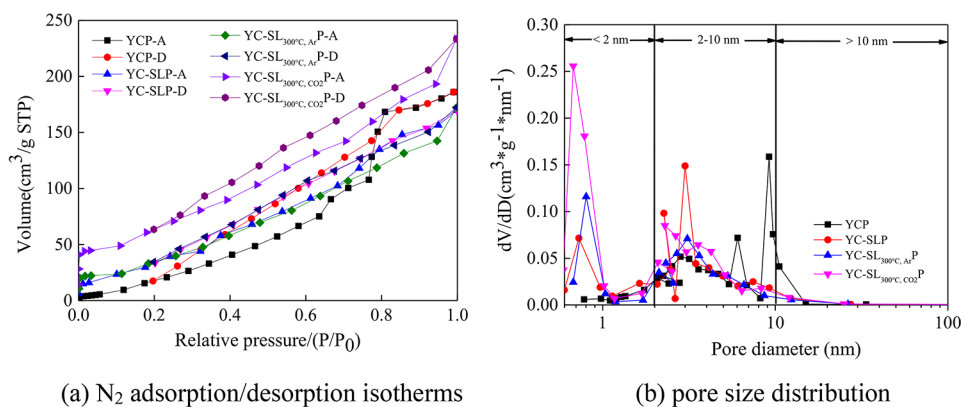 250
200
150
100
50
0
0.0 0.2 0.4 0.6 0.8 1.0
Volume(cm³/g STP)
Relative pressure/(P/P₀)
YCP-A
YCP-D
YC-SLP-A
YC-SLP-D
YC-SL₃₀₀°C, ArP-A
YC-SL₃₀₀°C, ArP-D
YC-SL₃₀₀°C, CO2P-A
YC-SL₃₀₀°C, CO2P-D
(a) N₂ adsorption/desorption isotherms
0.30
0.25
0.20
0.15
0.10
0.05
0.00
1 10 100
dV/dD(cm³*g⁻¹*nm⁻¹)
Pore diameter (nm)
< 2 nm
2-10 nm
> 10 nm
YCP
YC-SLP
YC-SL₃₀₀°C, ArP
YC-SL₃₀₀°C, CO2P
(b) pore size distribution